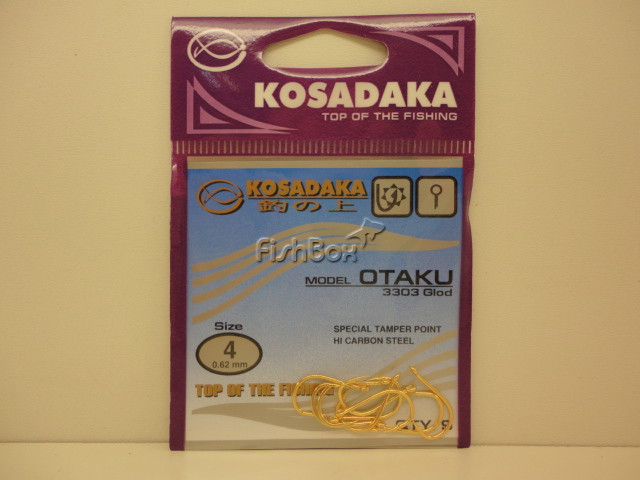 KOSADAKA
TOP OF THE FISHING
KOSADAKA
釣の上
FishBox
MODEL OTAKU
3303 Glod
Size
4
0.62 mm
SPECIAL TAMPER POINT
HI CARBON STEEL
TOP OF THE FISHING
QTY